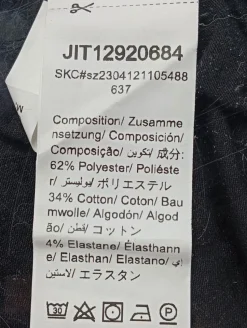 JIT12920684
SKC#sz2304121105488
637
Composition/ Zusamme
nsetzung/ Composición/
Composição/ تكوين/ 成分:
62% Polyester/ Poliéste
r/ بوليستر/ ポリエステル
34% Cotton/ Coton/ Bau
mwolle/ Algodón/ Algod
ão/ قطن/ コットン
4% Elastane/ Élasthann
e/ Elasthan/ Elastano/ إي
لاستين/ エラスタン
30
P